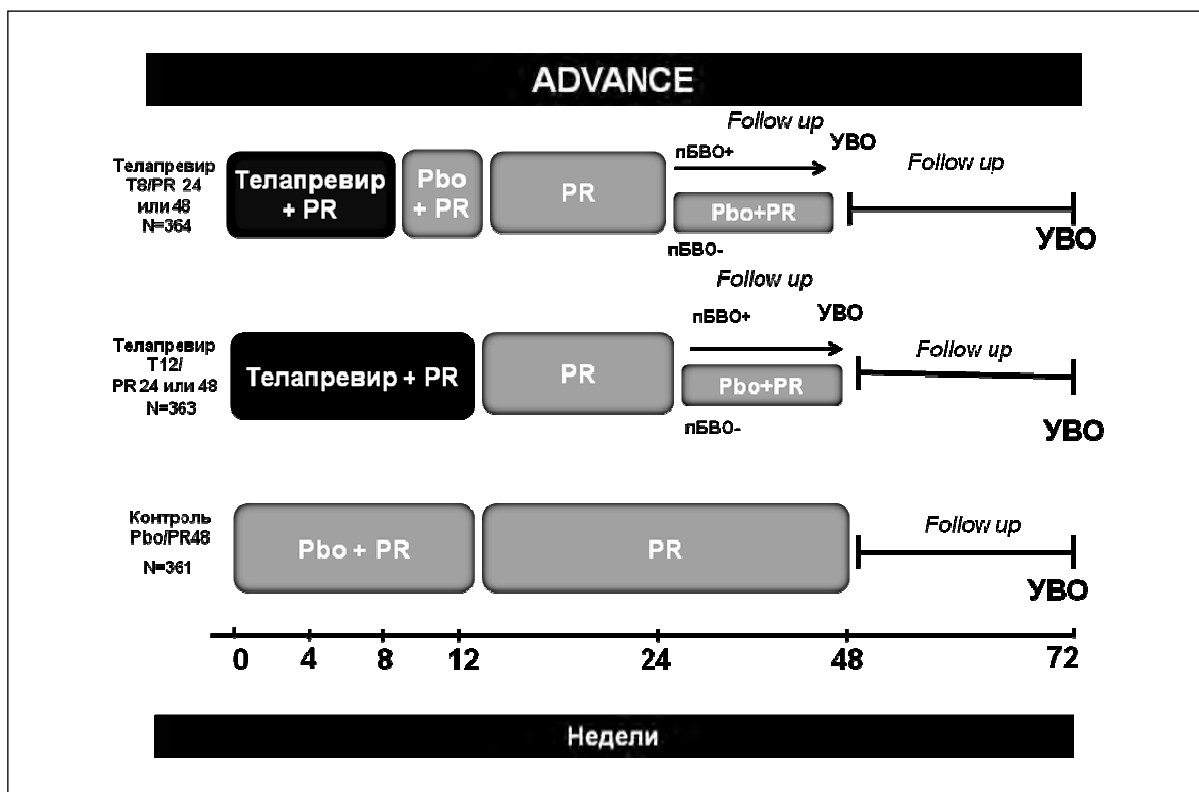 ADVANCE
Телапревир
T8/PR 24
или 48
N=364
Телапревир
+ PR
Pbo
+ PR
PR
Follow up
пБВО+
УВО
Pbo+PR
пБВО-
Follow up
УВО
Телапревир
T12/
PR 24 или 48
N=363
Телапревир + PR
PR
Follow up
пБВО+
УВО
Pbo+PR
пБВО-
Follow up
УВО
Контроль
Pbo/PR48
N=361
Pbo + PR
PR
Follow up
УВО
0 4 8 12 24 48 72
Недели